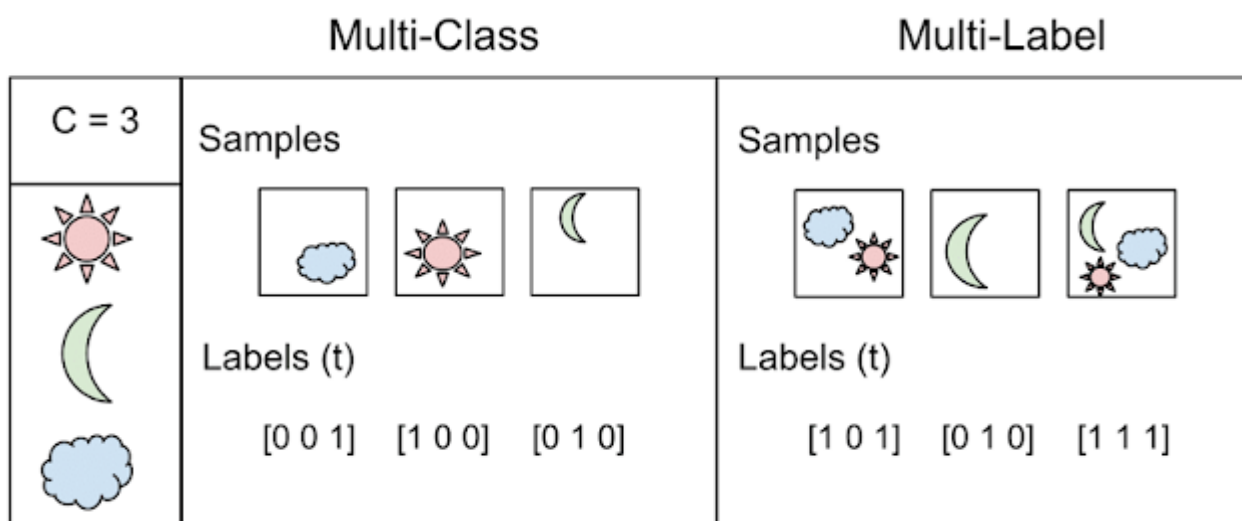 Multi-Class
Multi-Label
C = 3
Samples
Samples
Labels (t)
Labels (t)
[0 0 1] [1 0 0] [0 1 0]
[1 0 1] [0 1 0] [1 1 1]